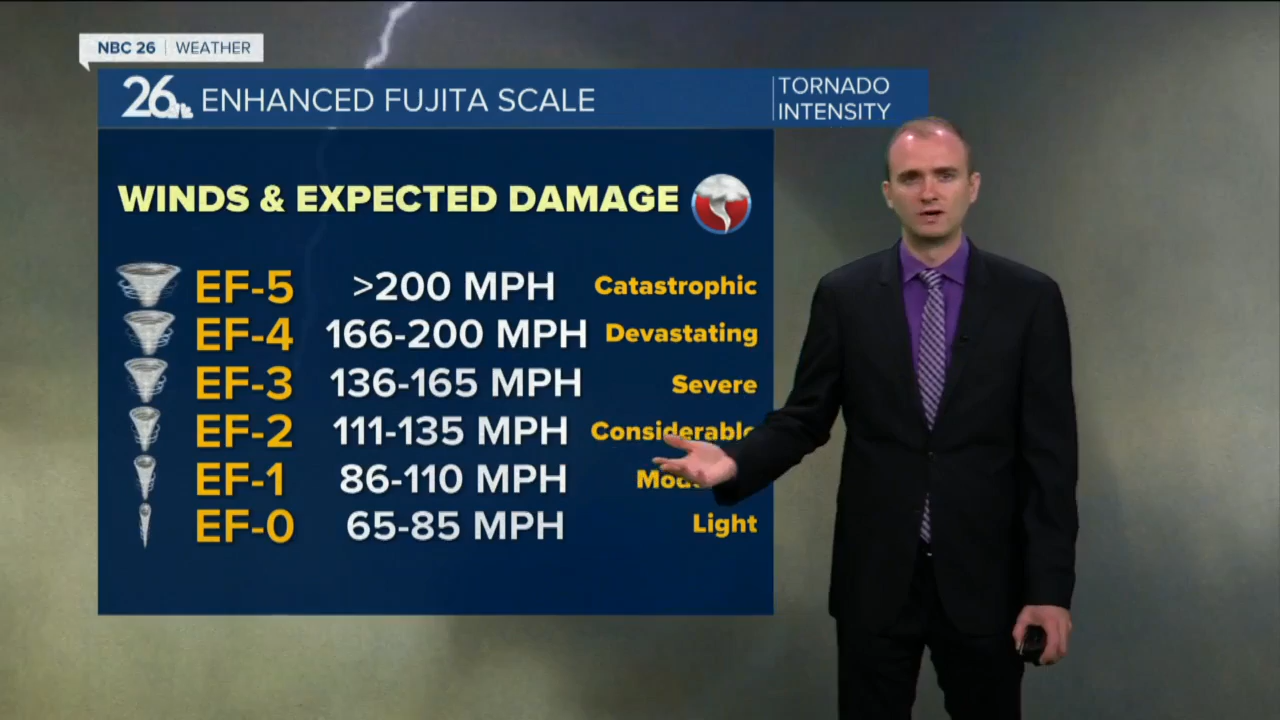 NBC 26 | WEATHER
26 ENHANCED FUJITA SCALE
TORNADO
INTENSITY
WINDS & EXPECTED DAMAGE
EF-5 >200 MPH Catastrophic
EF-4 166-200 MPH Devastating
EF-3 136-165 MPH Severe
EF-2 111-135 MPH Considerable
EF-1 86-110 MPH
EF-0 65-85 MPH Light